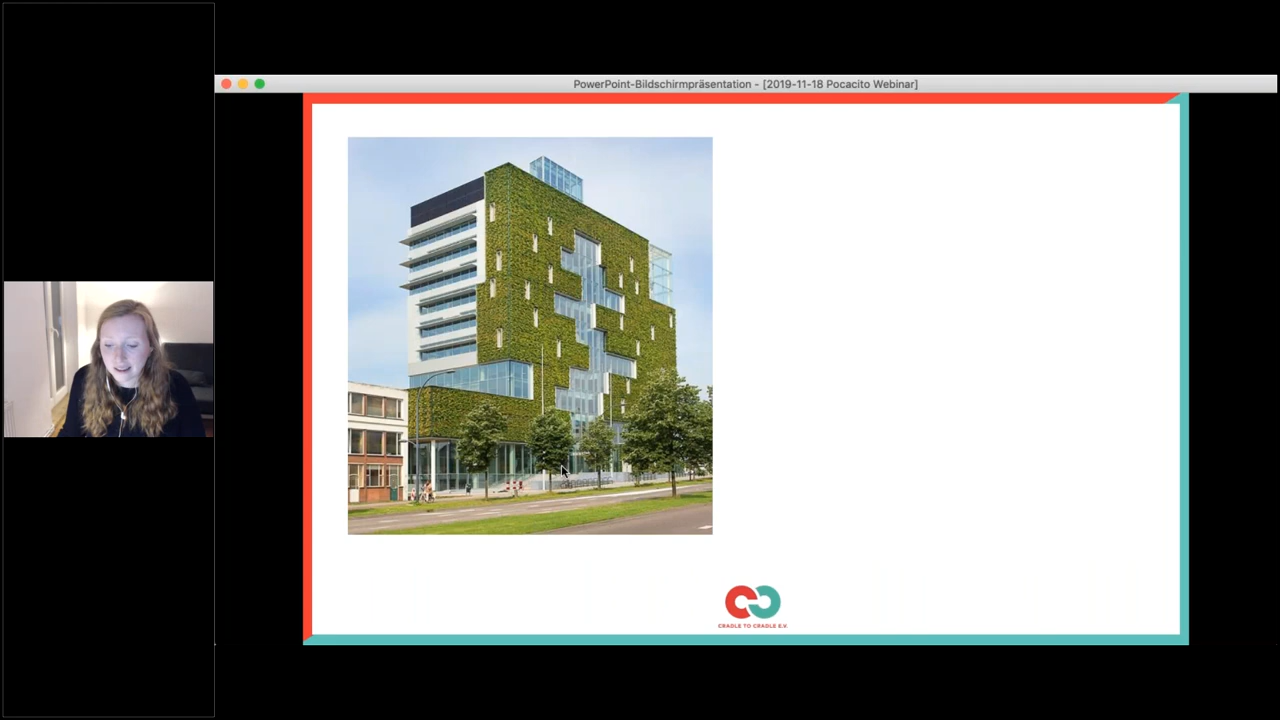 PowerPoint-Bildschirmpräsentation - [2019-11-18 Pocacito Webinar]
CRADLE TO CRADLE E.V.